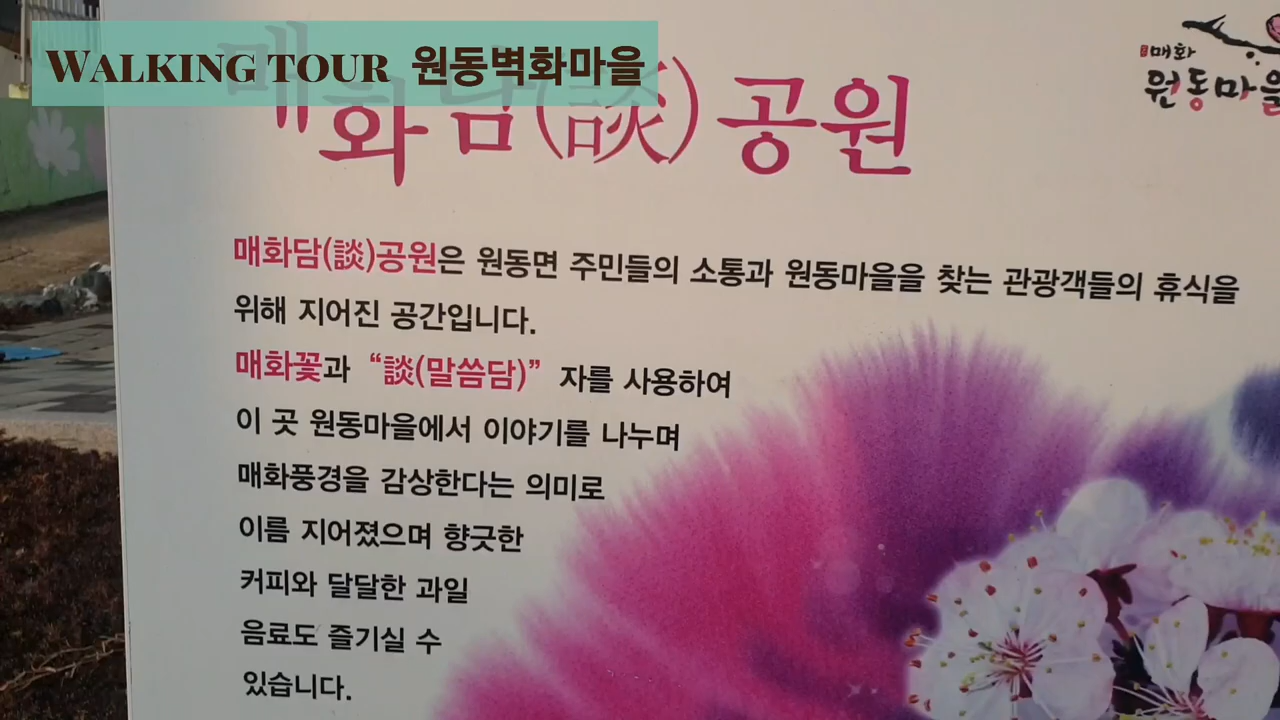 WALKING TOUR 원동벽화마을
매화담(談)공원
매화
원동마을
매화담(談)공원은 원동면 주민들의 소통과 원동마을을 찾는 관광객들의 휴식을
위해 지어진 공간입니다.
매화꽃과 “談(말씀담)” 자를 사용하여
이 곳 원동마을에서 이야기를 나누며
매화풍경을 감상한다는 의미로
이름 지어졌으며 향긋한
커피와 달달한 과일
음료도 즐기실 수
있습니다.